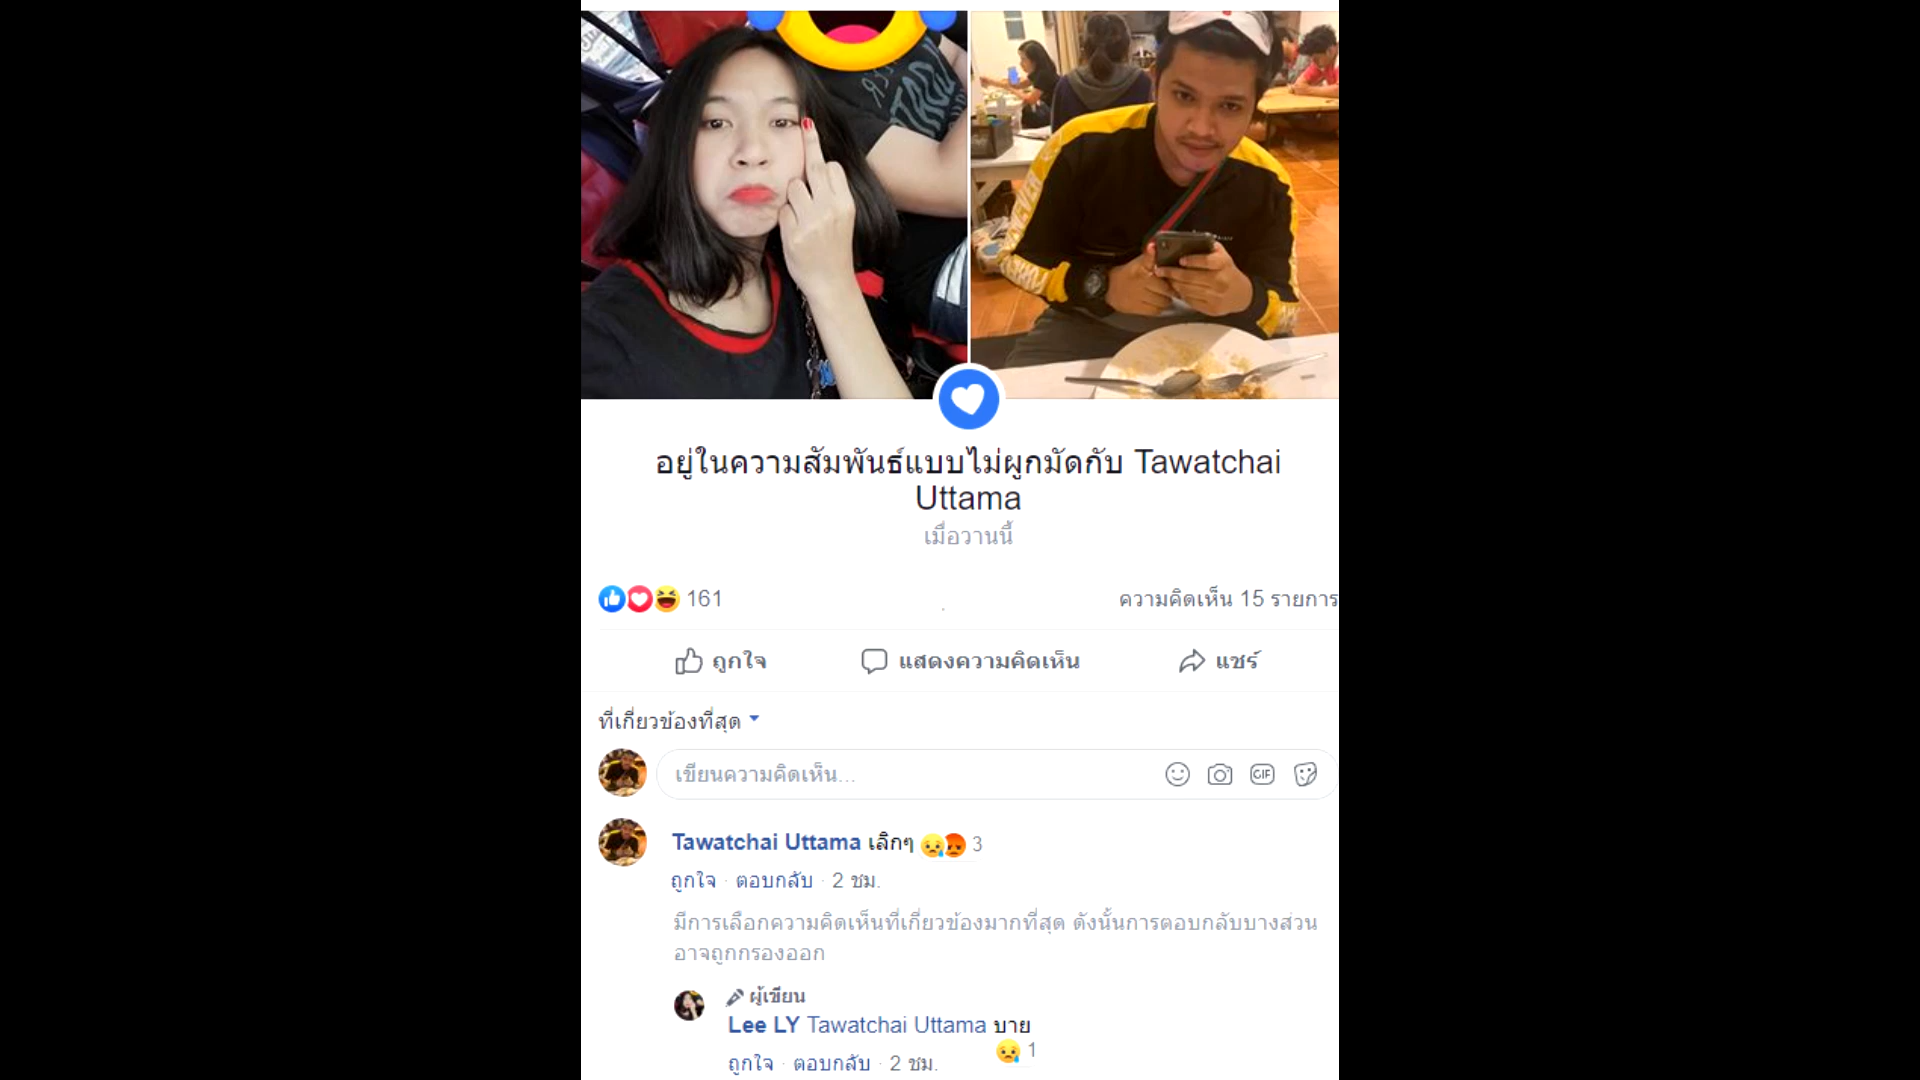 อยู่ในความสัมพันธ์แบบไม่ผูกมัดกับ Tawatchai
Uttama
เมื่อวานนี้
161
ความคิดเห็น 15 รายการ
ถูกใจ
แสดงความคิดเห็น
แชร์
ที่เกี่ยวข้องที่สุด
เขียนความคิดเห็น...
GIF
Tawatchai Uttama เลิกๆ 3
ถูกใจ · ตอบกลับ · 2 ชม.
มีการเลือกความคิดเห็นที่เกี่ยวข้องมากที่สุด ดังนั้นการตอบกลับบางส่วน
อาจถูกกรองออก
ผู้เขียน
Lee LY Tawatchai Uttama บาย
1
ถูกใจ · ตอบกลับ · 2 ชม.